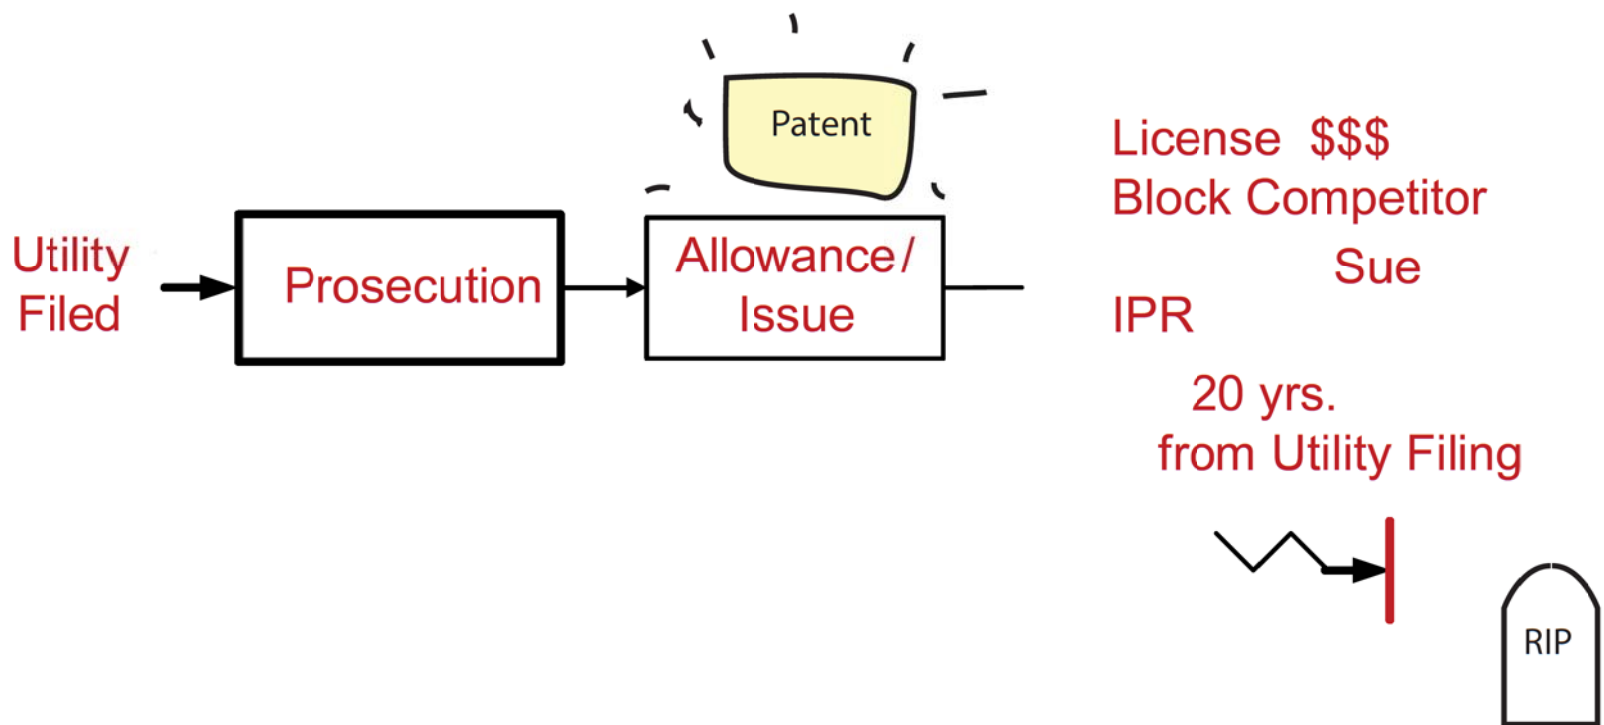 Patent
License $$$
Block Competitor
Sue
IPR
Utility
Filed
Prosecution
Allowance/
Issue
20 yrs.
from Utility Filing
RIP